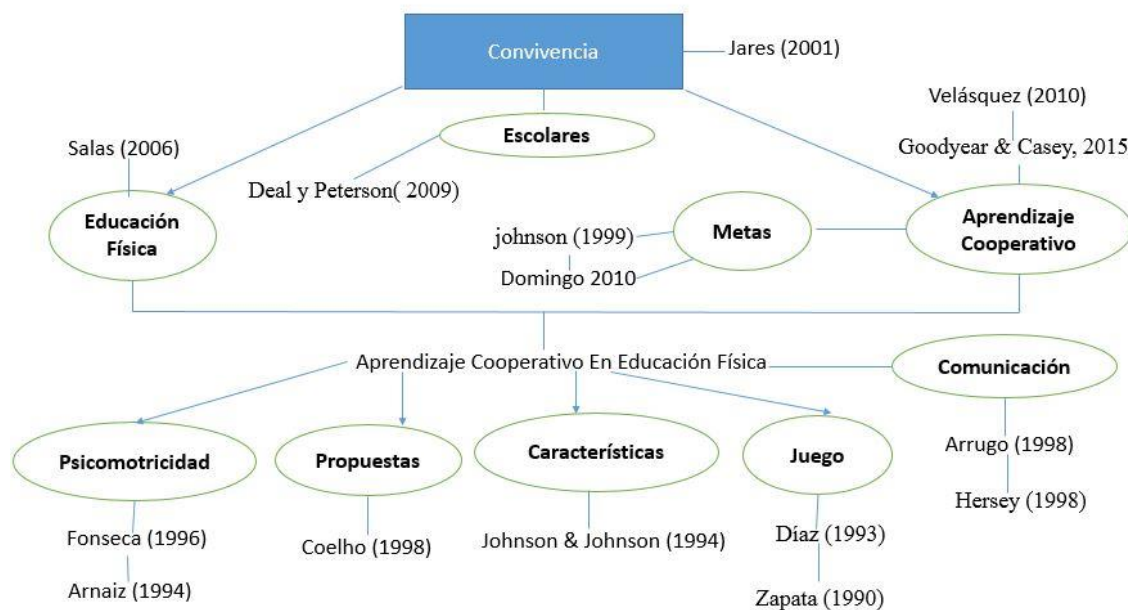 Convivencia
Jares (2001)
Velásquez (2010)
Escolares
Salas (2006)
Goodyear & Casey, 2015
Deal y Peterson( 2009)
Educación
Física
johnson (1999)
Metas
Aprendizaje
Cooperativo
Domingo 2010
Aprendizaje Cooperativo En Educación Física
Comunicación
Psicomotricidad
Propuestas
Características
Juego
Arrugo (1998)
Hersey (1998)
Fonseca (1996)
Coelho (1998)
Johnson & Johnson (1994)
Díaz (1993)
Arnaiz (1994)
Zapata (1990)